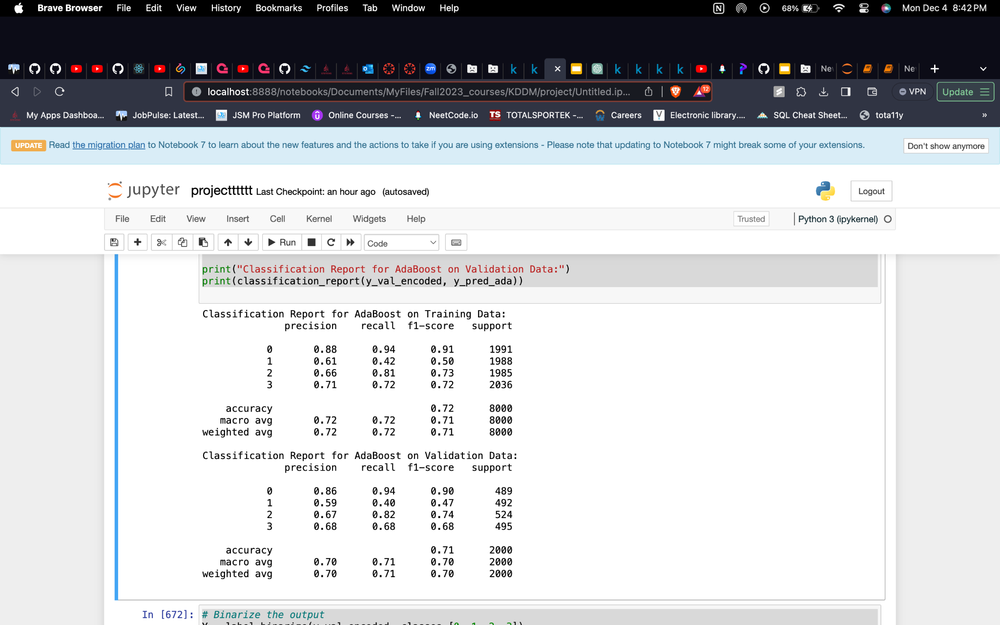 Brave Browser File Edit View History Bookmarks Profiles Tab Window Help 68% Mon Dec 4 8:42 PM
New New
localhost:8888/notebooks/Documents/MyFiles/Fall2023_courses/KDDM/project/Untitled.ip... 12 VPN Update
My Apps Dashboa... JobPulse: Latest... JSM Pro Platform Online Courses -... NeetCode.io TS TOTALSPORTEK -... Careers Electronic library.... SQL Cheat Sheet... tota11y »
UPDATE Read the migration plan to Notebook 7 to learn about the new features and the actions to take if you are using extensions - Please note that updating to Notebook 7 might break some of your extensions. Don't show anymore
jupyter projectttttt Last Checkpoint: an hour ago (autosaved) Logout
File Edit View Insert Cell Kernel Widgets Help Trusted Python 3 (ipykernel)
Run Code
print("Classification Report for AdaBoost on Validation Data:")
print(classification_report(y_val_encoded, y_pred_ada))
Classification Report for AdaBoost on Training Data:
precision recall f1-score support
0 0.88 0.94 0.91 1991
1 0.61 0.42 0.50 1988
2 0.66 0.81 0.73 1985
3 0.71 0.72 0.72 2036
accuracy 0.72 8000
macro avg 0.72 0.72 0.71 8000
weighted avg 0.72 0.72 0.71 8000
Classification Report for AdaBoost on Validation Data:
precision recall f1-score support
0 0.86 0.94 0.90 489
1 0.59 0.40 0.47 492
2 0.67 0.82 0.74 524
3 0.68 0.68 0.68 495
accuracy 0.71 2000
macro avg 0.70 0.71 0.70 2000
weighted avg 0.70 0.71 0.70 2000
In [672]: # Binarize the output